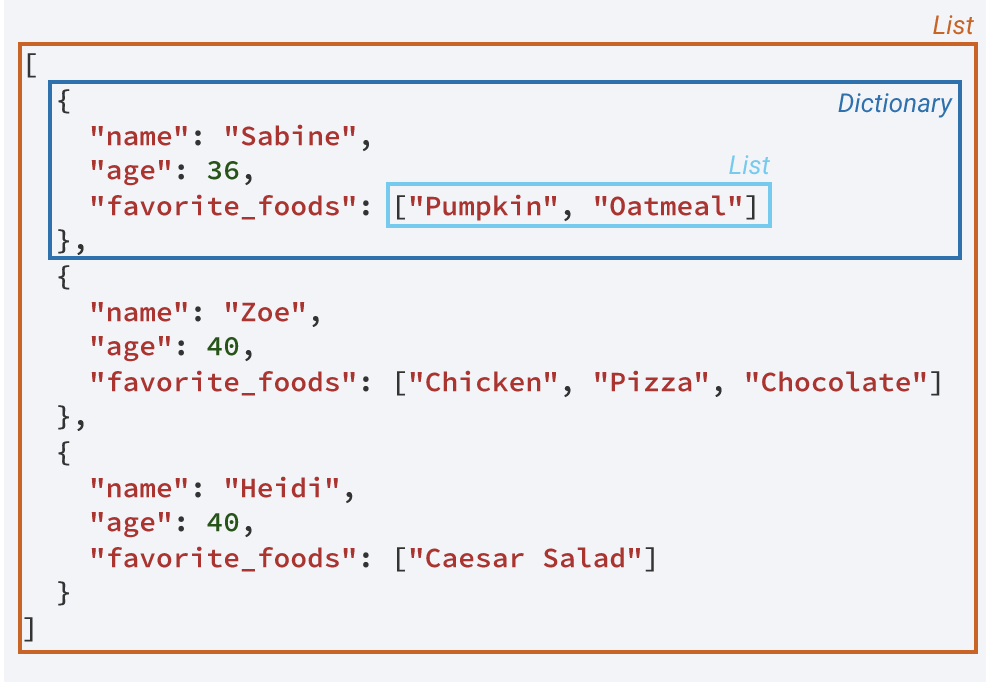 List
[
  {
Dictionary
    "name": "Sabine",
    "age": 36,
List
    "favorite_foods": ["Pumpkin", "Oatmeal"]
  },
  {
    "name": "Zoe",
    "age": 40,
    "favorite_foods": ["Chicken", "Pizza", "Chocolate"]
  },
  {
    "name": "Heidi",
    "age": 40,
    "favorite_foods": ["Caesar Salad"]
  }
]